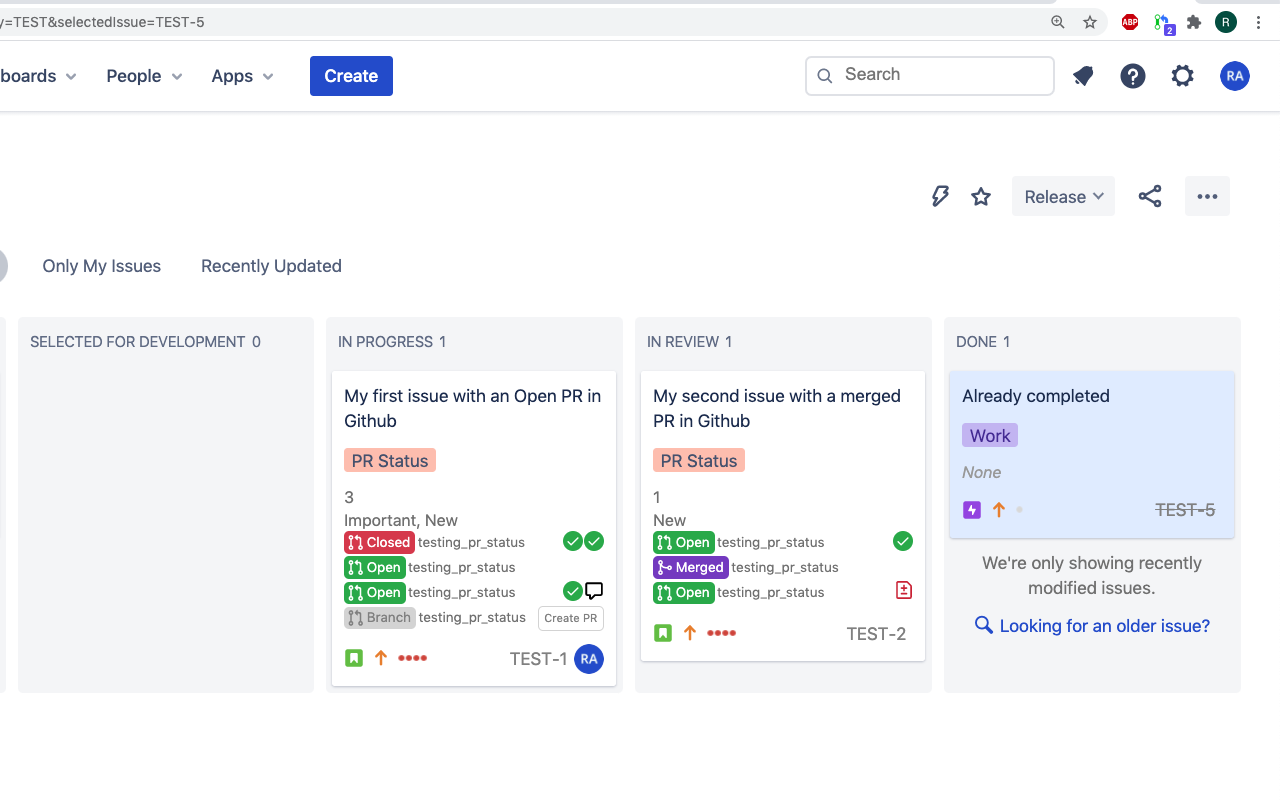 y=TEST&selectedIssue=TEST-5
ABP
2
R
boards
People
Apps
Create
Search
?
RA
Release
Only My Issues
Recently Updated
SELECTED FOR DEVELOPMENT 0
IN PROGRESS 1
My first issue with an Open PR in
Github
PR Status
3
Important, New
Closed testing_pr_status
Open testing_pr_status
Open testing_pr_status
Branch testing_pr_status Create PR
TEST-1 RA
IN REVIEW 1
My second issue with a merged
PR in Github
PR Status
1
New
Open testing_pr_status
Merged testing_pr_status
Open testing_pr_status
TEST-2
DONE 1
Already completed
Work
None
TEST-5
We're only showing recently
modified issues.
Looking for an older issue?